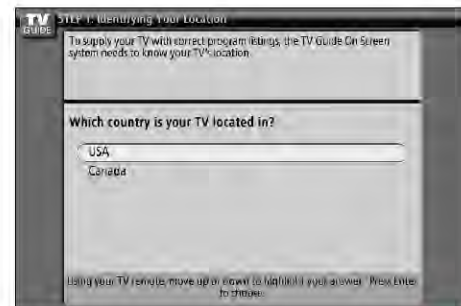 TV
GUIDE
STEP 1: Identifying Your Location
To supply your TV with correct program listings, the TV Guide On Screen
system needs to know your TV's location.
Which country is your TV located in?
USA
Canada
Using your TV remote, move up or down to highlight your answer. Press Enter
to choose.